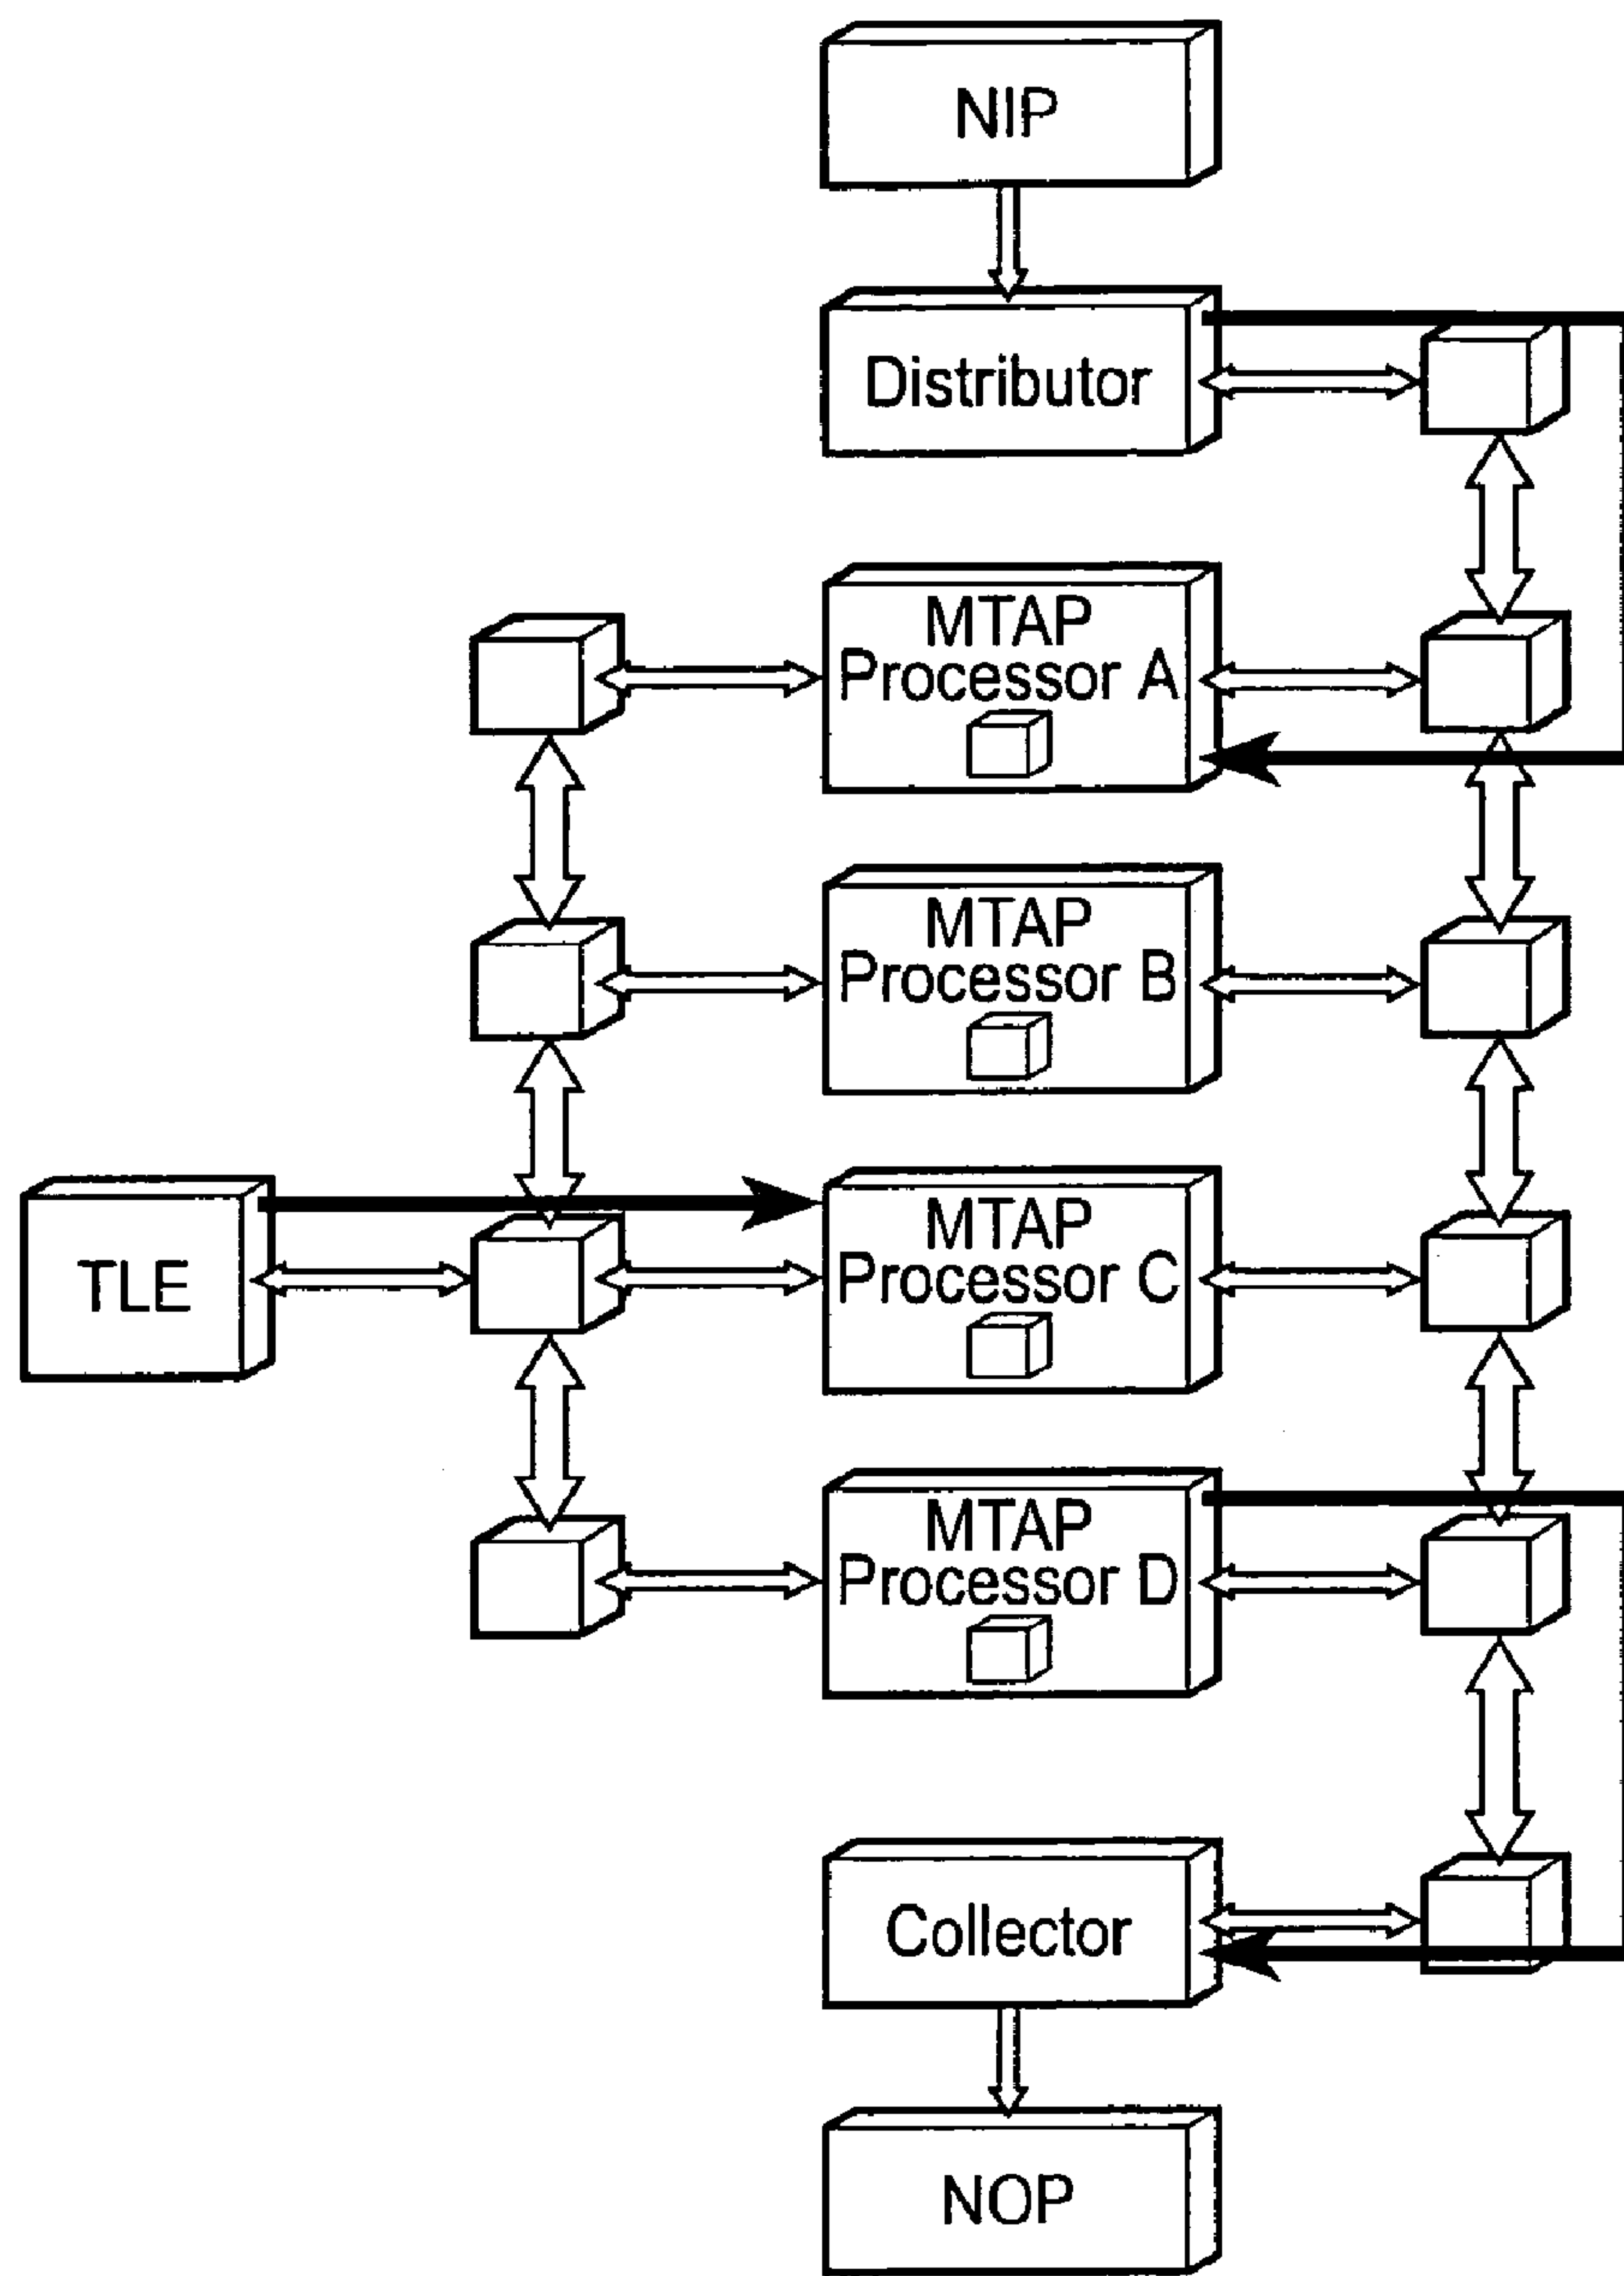 NIP
Distributor
MTAP
Processor A
MTAP
Processor B
TLE
MTAP
Processor C
MTAP
Processor D
Collector
NOP